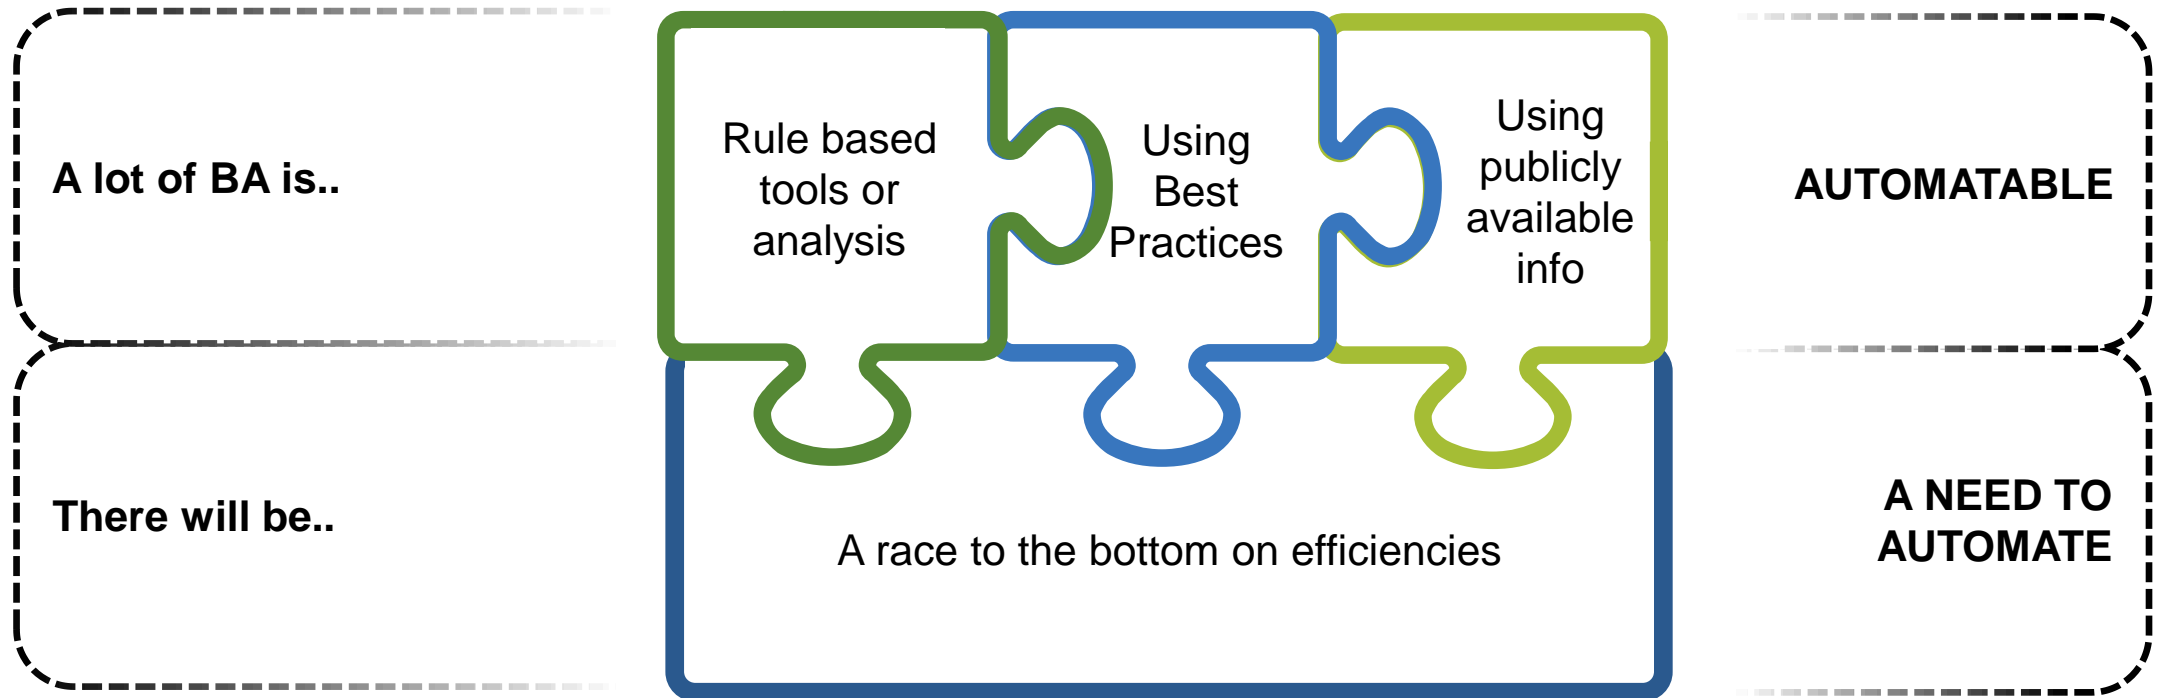 A lot of BA is..
Rule based
tools or
analysis
Using
Best
Practices
Using
publicly
available
info
AUTOMATABLE
There will be..
A race to the bottom on efficiencies
A NEED TO
AUTOMATE